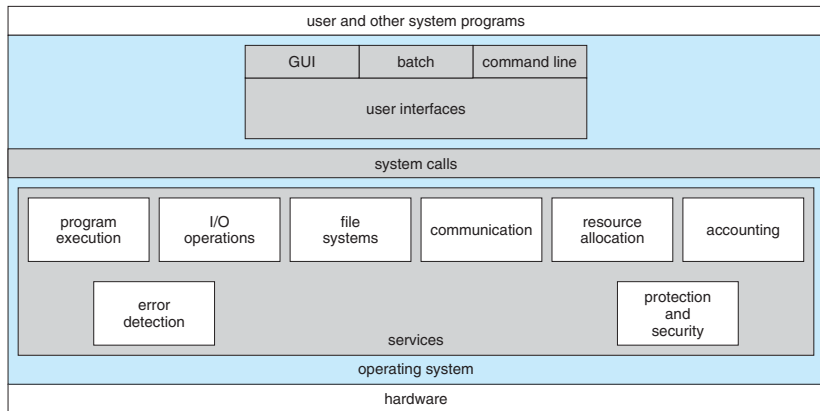 user and other system programs
GUI
batch
command line
user interfaces
system calls
program
execution
I/O
operations
file
systems
communication
resource
allocation
accounting
error
detection
protection
and
security
services
operating system
hardware